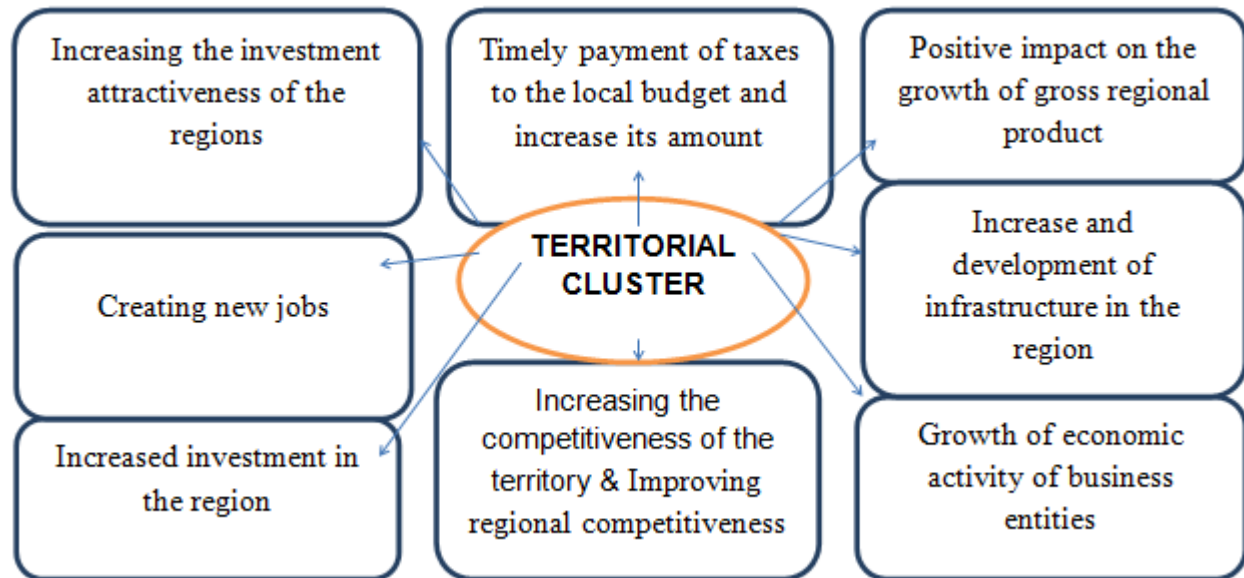 Increasing the investment
attractiveness of the
regions
Timely payment of taxes
to the local budget and
increase its amount
Positive impact on the
growth of gross regional
product
TERRITORIAL
CLUSTER
Creating new jobs
Increase and
development of
infrastructure in the
region
Increased investment in
the region
Increasing the
competitiveness of the
territory & Improving
regional competitiveness
Growth of economic
activity of business
entities